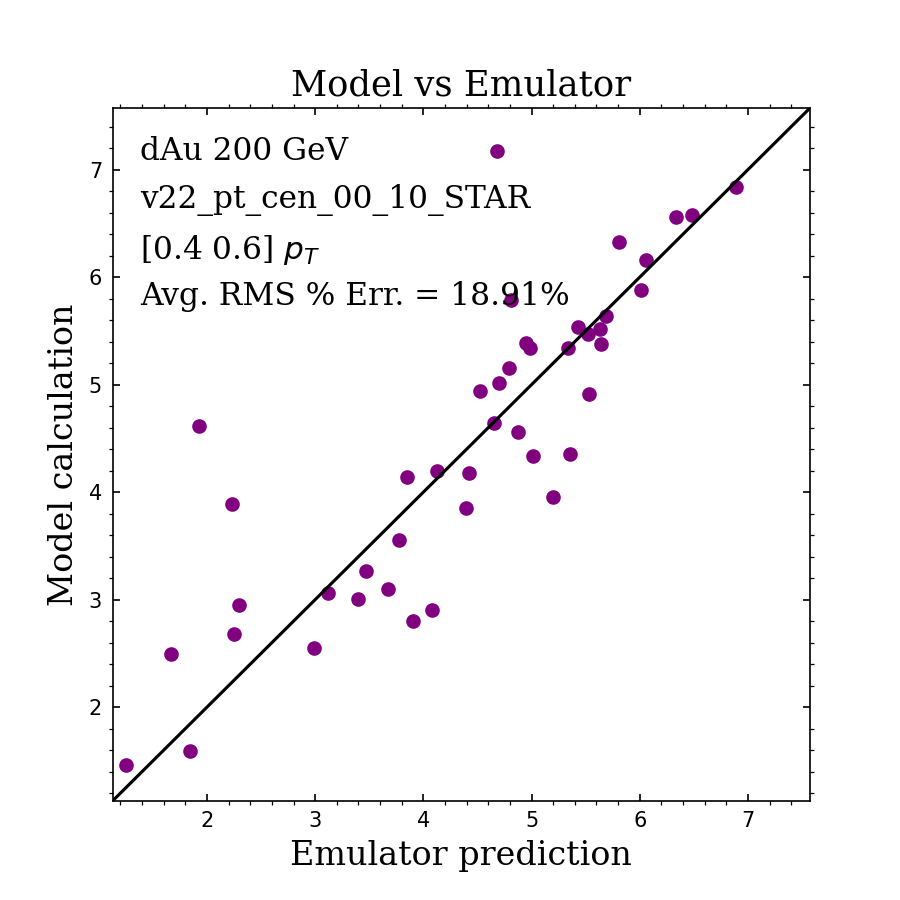 Model vs Emulator
dAu 200 GeV
v22_pt_cen_00_10_STAR
[0.4 0.6] p_T
Avg. RMS % Err. = 18.91%
Model calculation
7
6
5
4
3
2
2 3 4 5 6 7
Emulator prediction